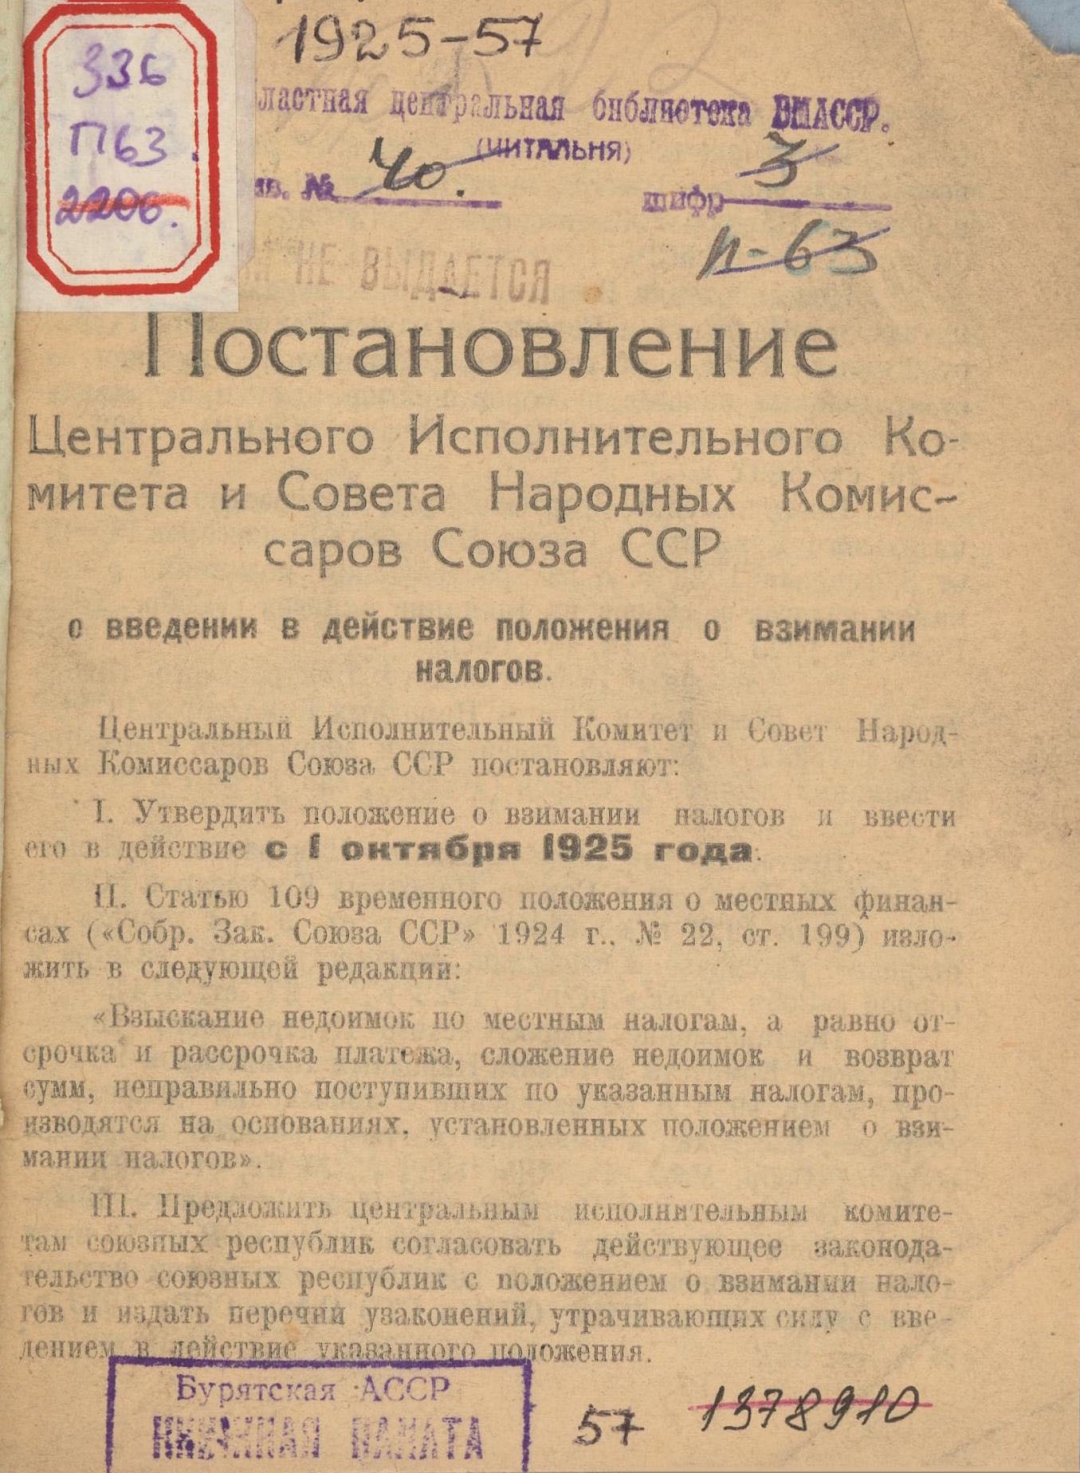 1925-57
336
П63.
2206.
ластная центральная библиотека БМАССР.
(ЧИТАЛЬНЯ)
№ 40. шифр 3
П-63
НЕ ВЫДАЕТСЯ
Постановление
Центрального Исполнительного Ко-
митета и Совета Народных Комис-
саров Союза ССР
о введении в действие положения о взимании
налогов.
Центральный Исполнительный Комитет и Совет Народ-
ных Комиссаров Союза ССР постановляют:
I. Утвердить положение о взимании налогов и ввести
его в действие с 1 октября 1925 года.
II. Статью 109 временного положения о местных финан-
сах («Собр. Зак. Союза ССР» 1924 г., № 22, ст. 199) изло-
жить в следующей редакции:
«Взыскание недоимок по местным налогам, а равно от-
срочка и рассрочка платежа, сложение недоимок и возврат
сумм, неправильно поступивших по указанным налогам, про-
изводятся на основаниях, установленных положением о взи-
мании налогов».
III. Предложить центральным исполнительным комите-
там союзных республик согласовать действующее законода-
тельство союзных республик с положением о взимании нало-
гов и издать перечни узаконений, утрачивающих силу с вве-
дением в действие указанного положения.
Бурятская АССР
КНИЖНАЯ ПАЛАТА
57 1378910